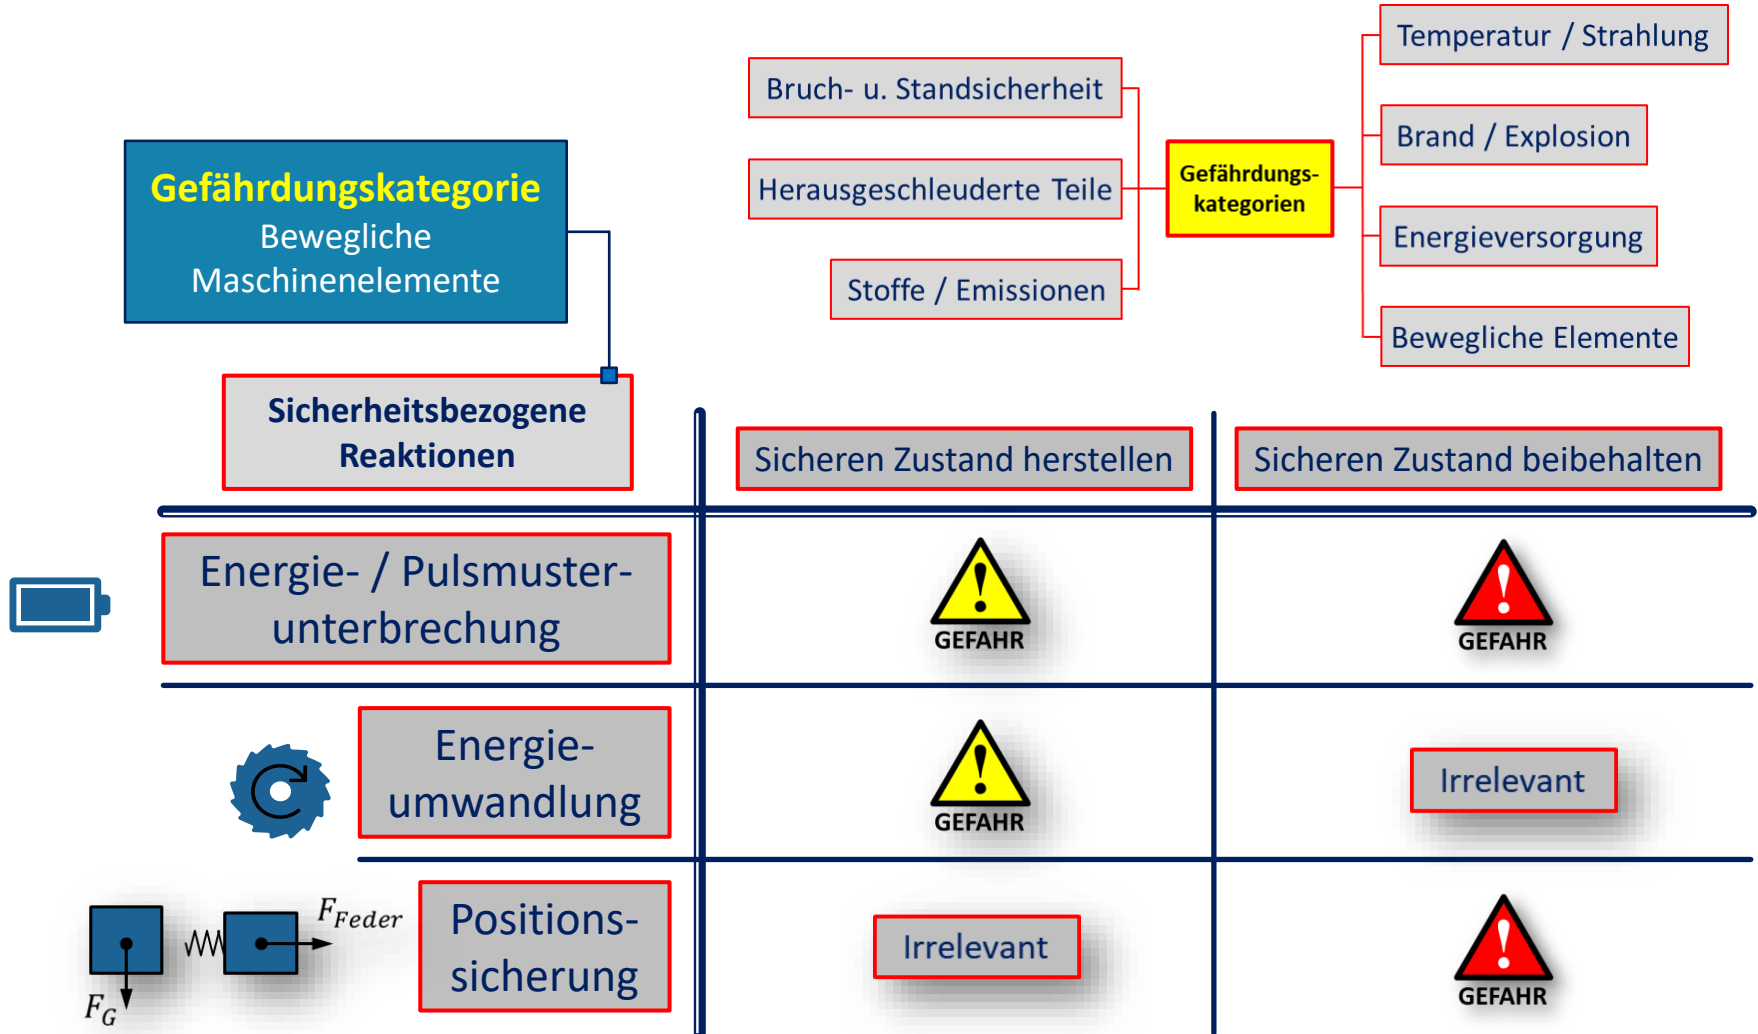 Gefährdungskategorie
Bewegliche
Maschinenelemente
Bruch- u. Standsicherheit
Herausgeschleuderte Teile
Stoffe / Emissionen
Gefährdungs-
kategorien
Temperatur / Strahlung
Brand / Explosion
Energieversorgung
Bewegliche Elemente
Sicherheitsbezogene
Reaktionen
Sicheren Zustand herstellen
Sicheren Zustand beibehalten
Energie- / Pulsmuster-
unterbrechung
!
GEFAHR
!
GEFAHR
Energie-
umwandlung
!
GEFAHR
Irrelevant
F_G
F_Feder
Positions-
sicherung
Irrelevant
!
GEFAHR